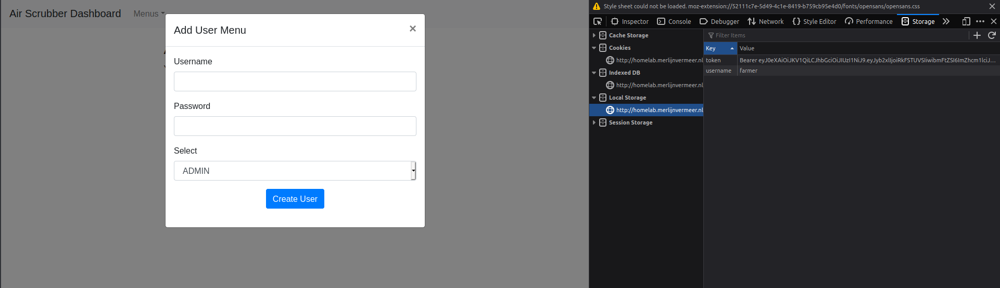 Air Scrubber Dashboard
Menus
Add User Menu
×
Username
Password
Select
ADMIN
Create User
Style sheet could not be loaded. moz-extension://52111c7e-5d49-4c1e-8419-b759cb95e4d0/fonts/opensans/opensans.css
Inspector Console Debugger Network Style Editor Performance Storage
Cache Storage
Cookies
http://homelab.merlijnvermeer.nl
Indexed DB
http://homelab.merlijnvermeer.nl
Local Storage
http://homelab.merlijnvermeer.nl
Session Storage
Filter Items
Key Value
token Bearer eyJ0eXAiOiJKV1QiLCJhbGciOiJIUzI1NiJ9.eyJyb2xlIjoiRkFSTUVSIiwibmFtZSI6ImZhcm1lciJ…
username farmer